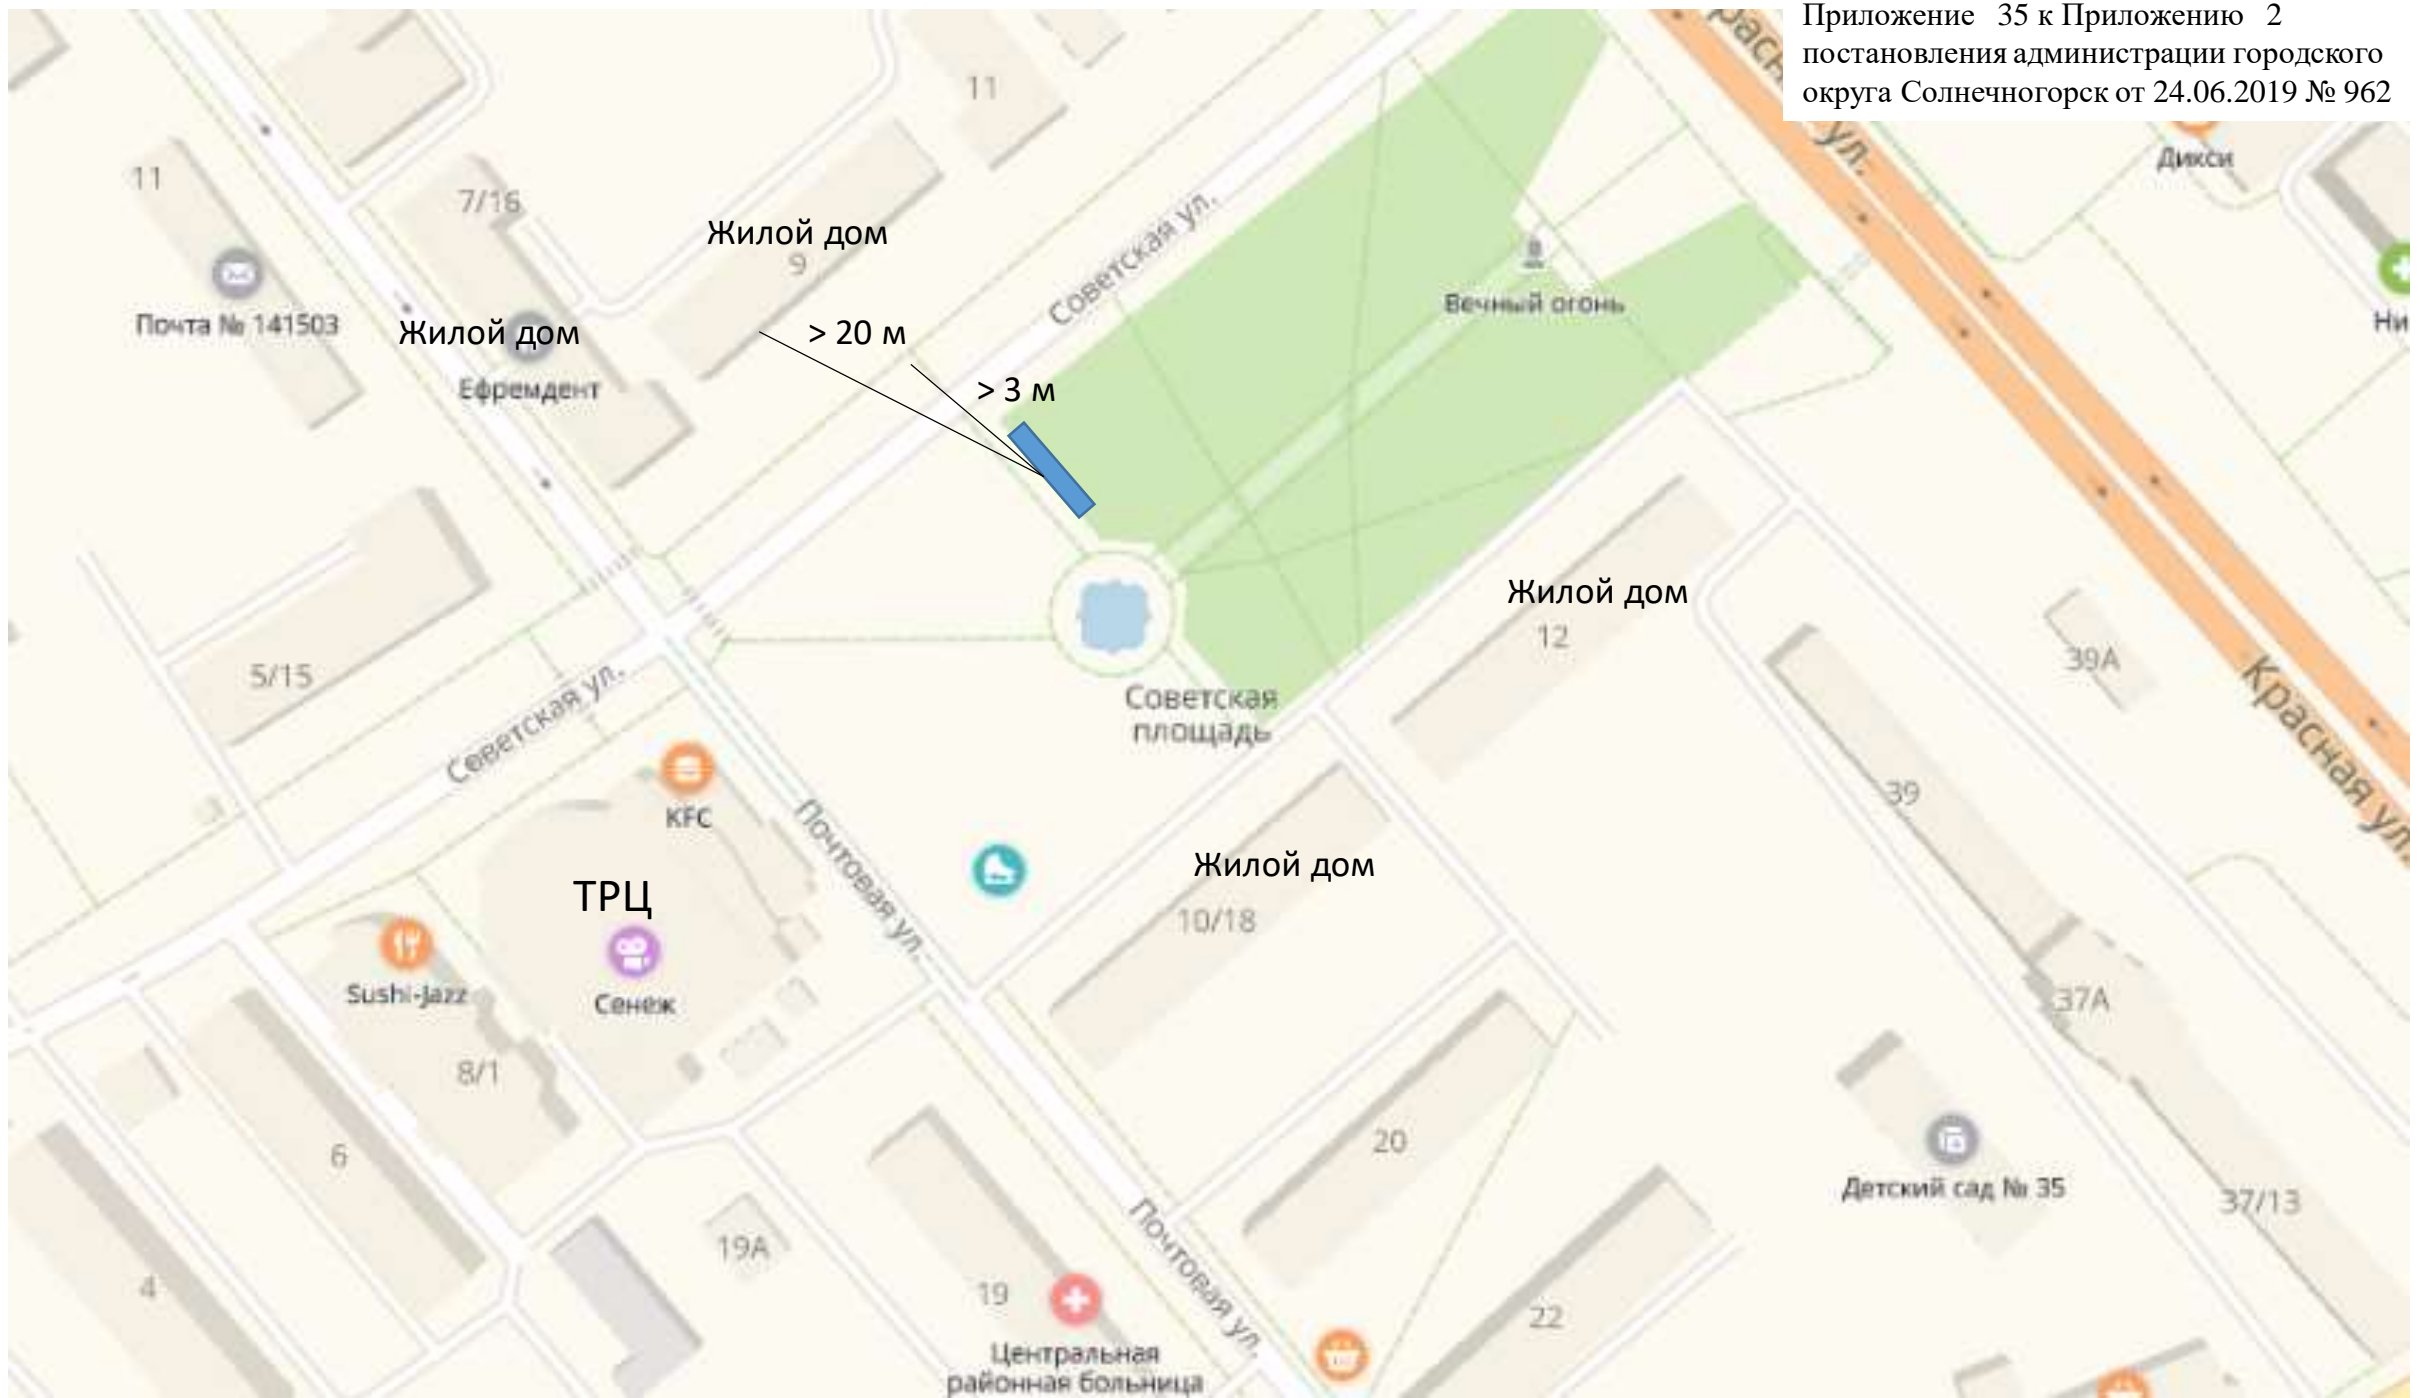 Приложение 35 к Приложению 2
постановления администрации городского
округа Солнечногорск от 24.06.2019 № 962
ул.
Дикси
11
11
7/16
Жилой дом
9
Советская ул.
Вечный огонь
Почта № 141503
Жилой дом
> 20 м
Ни
Ефремдент
> 3 м
Жилой дом
12
5/15
Советская ул.
Советская
площадь
39А
Красная ул.
KFC
39
Почтовая ул.
ТРЦ
Жилой дом
10/18
Sushi-Jazz
Сенеж
37А
8/1
6
20
Детский сад № 35
37/13
19А
Почтовая ул.
4
19
22
Центральная
районная больница